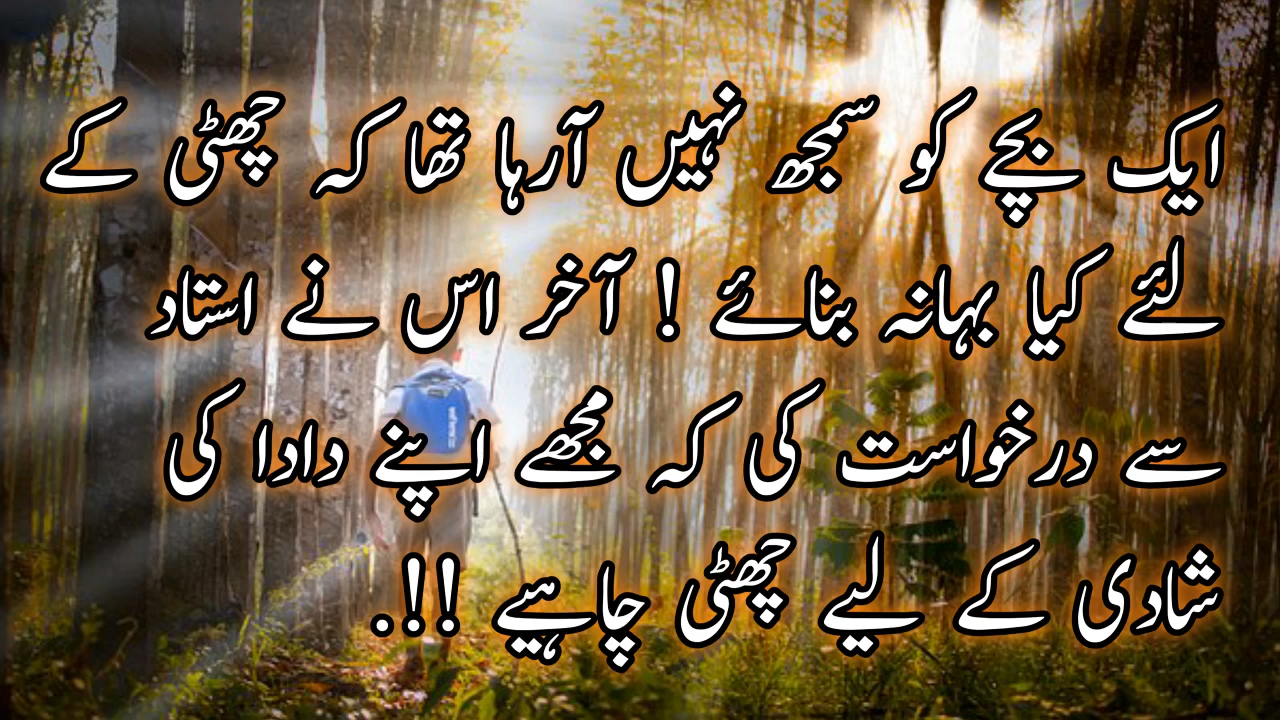 ایک بچے کو سمجھ نہیں آرہا تھا کہ چھٹی کے
لئے کیا بہانہ بنائے ! آخر اس نے استاد
سے درخواست کی کہ مجھے اپنے دادا کی
شادی کے لیے چھٹی چاہیے !!.